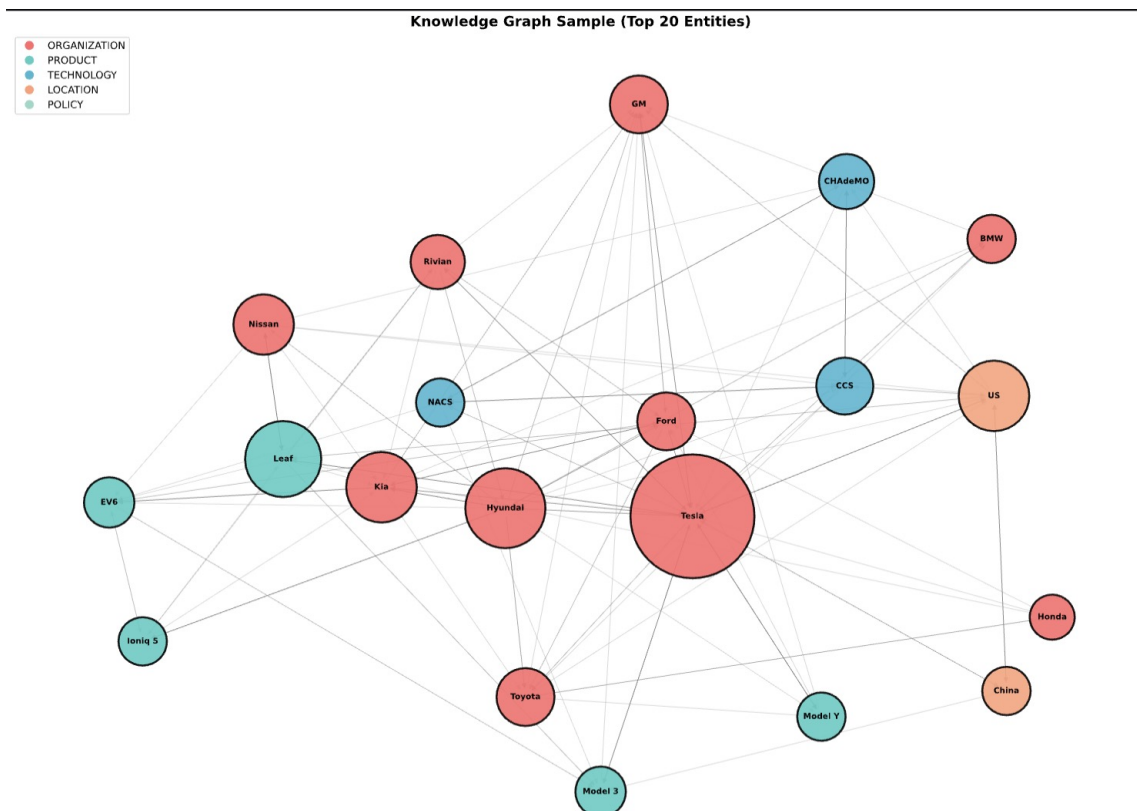 Knowledge Graph Sample (Top 20 Entities)
ORGANIZATION
PRODUCT
TECHNOLOGY
LOCATION
POLICY
GM
CHAdeMO
BMW
Rivian
Nissan
NACS
CCS
US
Ford
Leaf
Kia
EV6
Hyundai
Tesla
Honda
Ioniq 5
China
Toyota
Model Y
Model 3